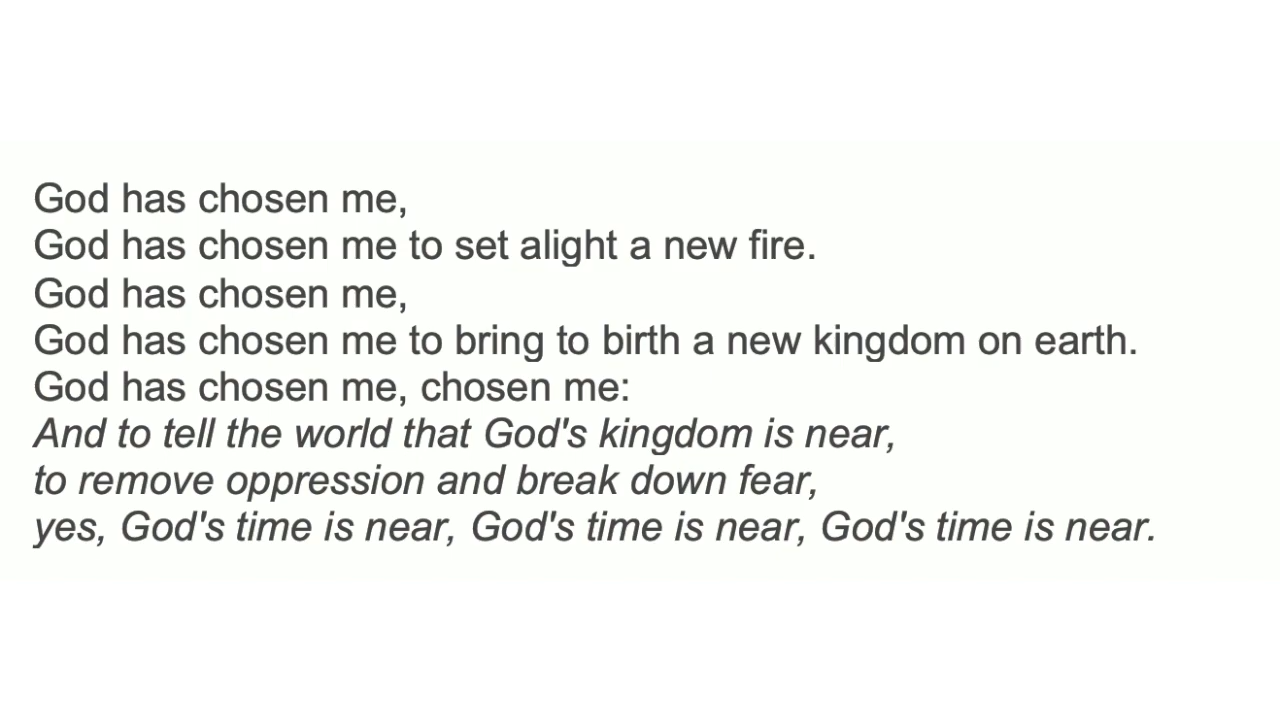 God has chosen me,
God has chosen me to set alight a new fire.
God has chosen me,
God has chosen me to bring to birth a new kingdom on earth.
God has chosen me, chosen me:
And to tell the world that God's kingdom is near,
to remove oppression and break down fear,
yes, God's time is near, God's time is near, God's time is near.